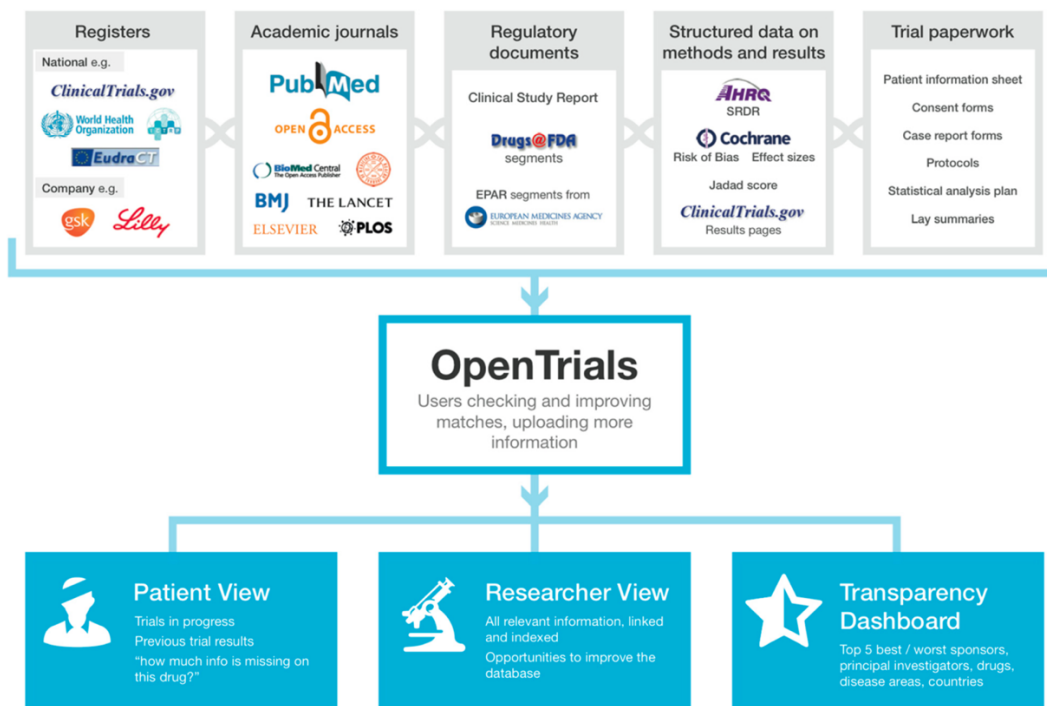 Registers
National e.g.
ClinicalTrials.gov
World Health
Organization
EudraCT
Company e.g.
gsk
Lilly
Academic journals
PubMed
OPEN ACCESS
BioMed Central
The Open Access Publisher
BMJ THE LANCET
ELSEVIER PLOS
Regulatory
documents
Clinical Study Report
Drugs@FDA
segments
EPAR segments from
EUROPEAN MEDICINES AGENCY
SCIENCE MEDICINES HEALTH
Structured data on
methods and results
AHRQ
SRDR
Cochrane
Risk of Bias Effect sizes
Jadad score
ClinicalTrials.gov
Results pages
Trial paperwork
Patient information sheet
Consent forms
Case report forms
Protocols
Statistical analysis plan
Lay summaries
OpenTrials
Users checking and improving
matches, uploading more
information
Patient View
Trials in progress
Previous trial results
“how much info is missing on
this drug?”
Researcher View
All relevant information, linked
and indexed
Opportunities to improve the
database
Transparency
Dashboard
Top 5 best / worst sponsors,
principal investigators, drugs,
disease areas, countries